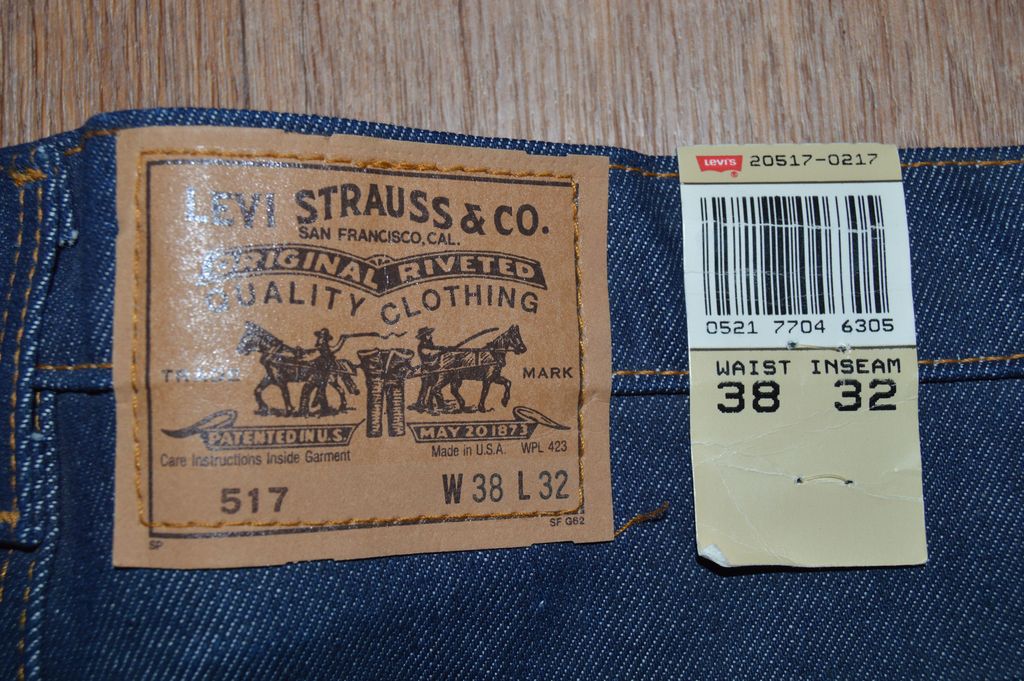 LEVI STRAUSS & CO.
SAN FRANCISCO, CAL.
ORIGINAL RIVETED
QUALITY CLOTHING
TRADE MARK
PATENTED IN U.S. MAY 20 1873
Care Instructions Inside Garment Made in U.S.A. WPL 423
517 W 38 L 32
SF G62
SP
Levi's 20517-0217
®
0521 7704 6305
WAIST INSEAM
38 32